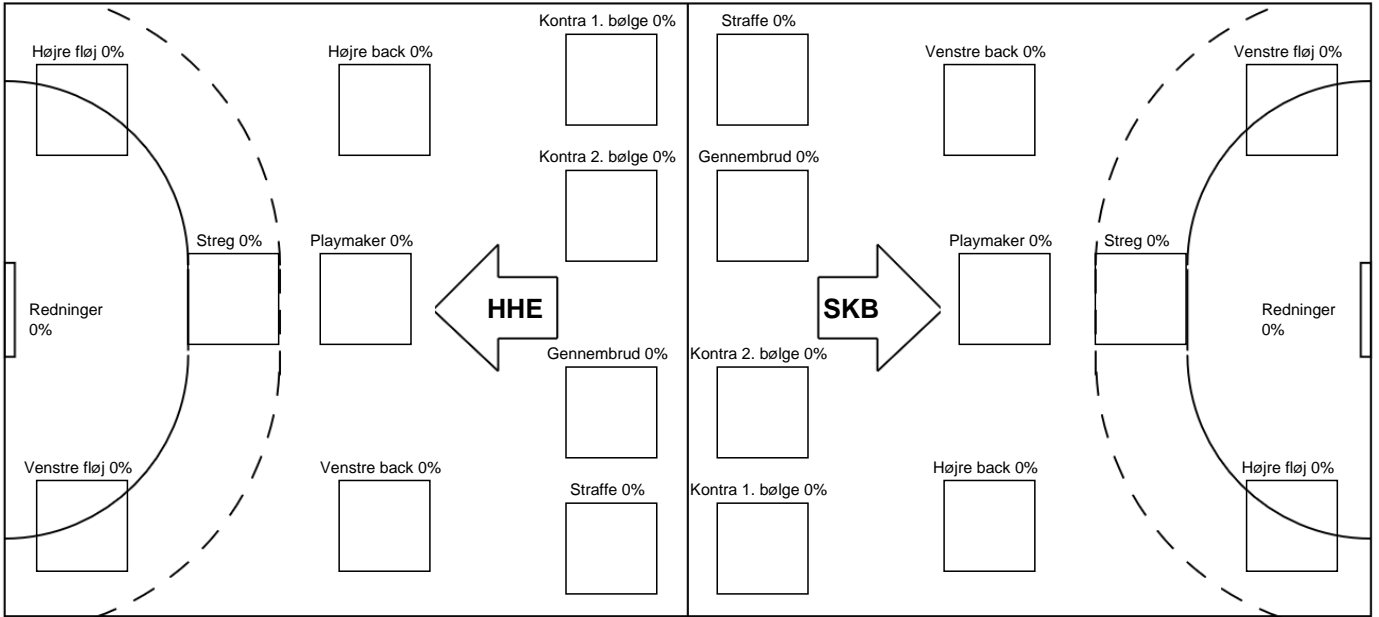 Kontra 1. bølge 0%
Straffe 0%
Højre fløj 0%
Højre back 0%
Venstre back 0%
Venstre fløj 0%
Kontra 2. bølge 0%
Gennembrud 0%
Streg 0%
Playmaker 0%
Playmaker 0%
Streg 0%
HHE
SKB
Redninger
0%
Redninger
0%
Gennembrud 0%
Kontra 2. bølge 0%
Venstre fløj 0%
Venstre back 0%
Højre back 0%
Højre fløj 0%
Straffe 0%
Kontra 1. bølge 0%